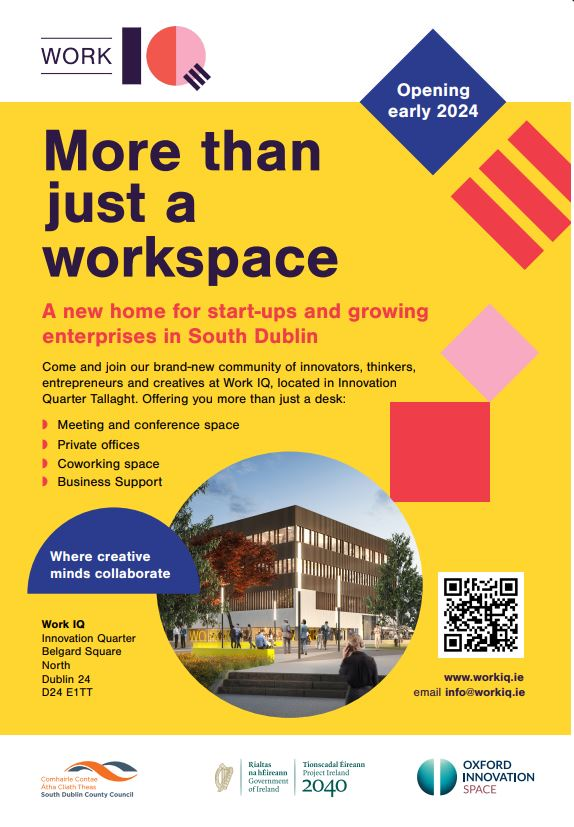 WORK IQ
Opening
early 2024
More than
just a
workspace
A new home for start-ups and growing
enterprises in South Dublin
Come and join our brand-new community of innovators, thinkers,
entrepreneurs and creatives at Work IQ, located in Innovation
Quarter Tallaght. Offering you more than just a desk:
Meeting and conference space
Private offices
Coworking space
Business Support
Where creative
minds collaborate
WORK
Work IQ
Innovation Quarter
Belgard Square
North
Dublin 24
D24 E1TT
www.workiq.ie
email info@workiq.ie
Comhairle Contae
Átha Cliath Theas
South Dublin County Council
Rialtas
na hÉireann
Government
of Ireland
Tionscadal Éireann
Project Ireland
2040
OXFORD
INNOVATION
SPACE